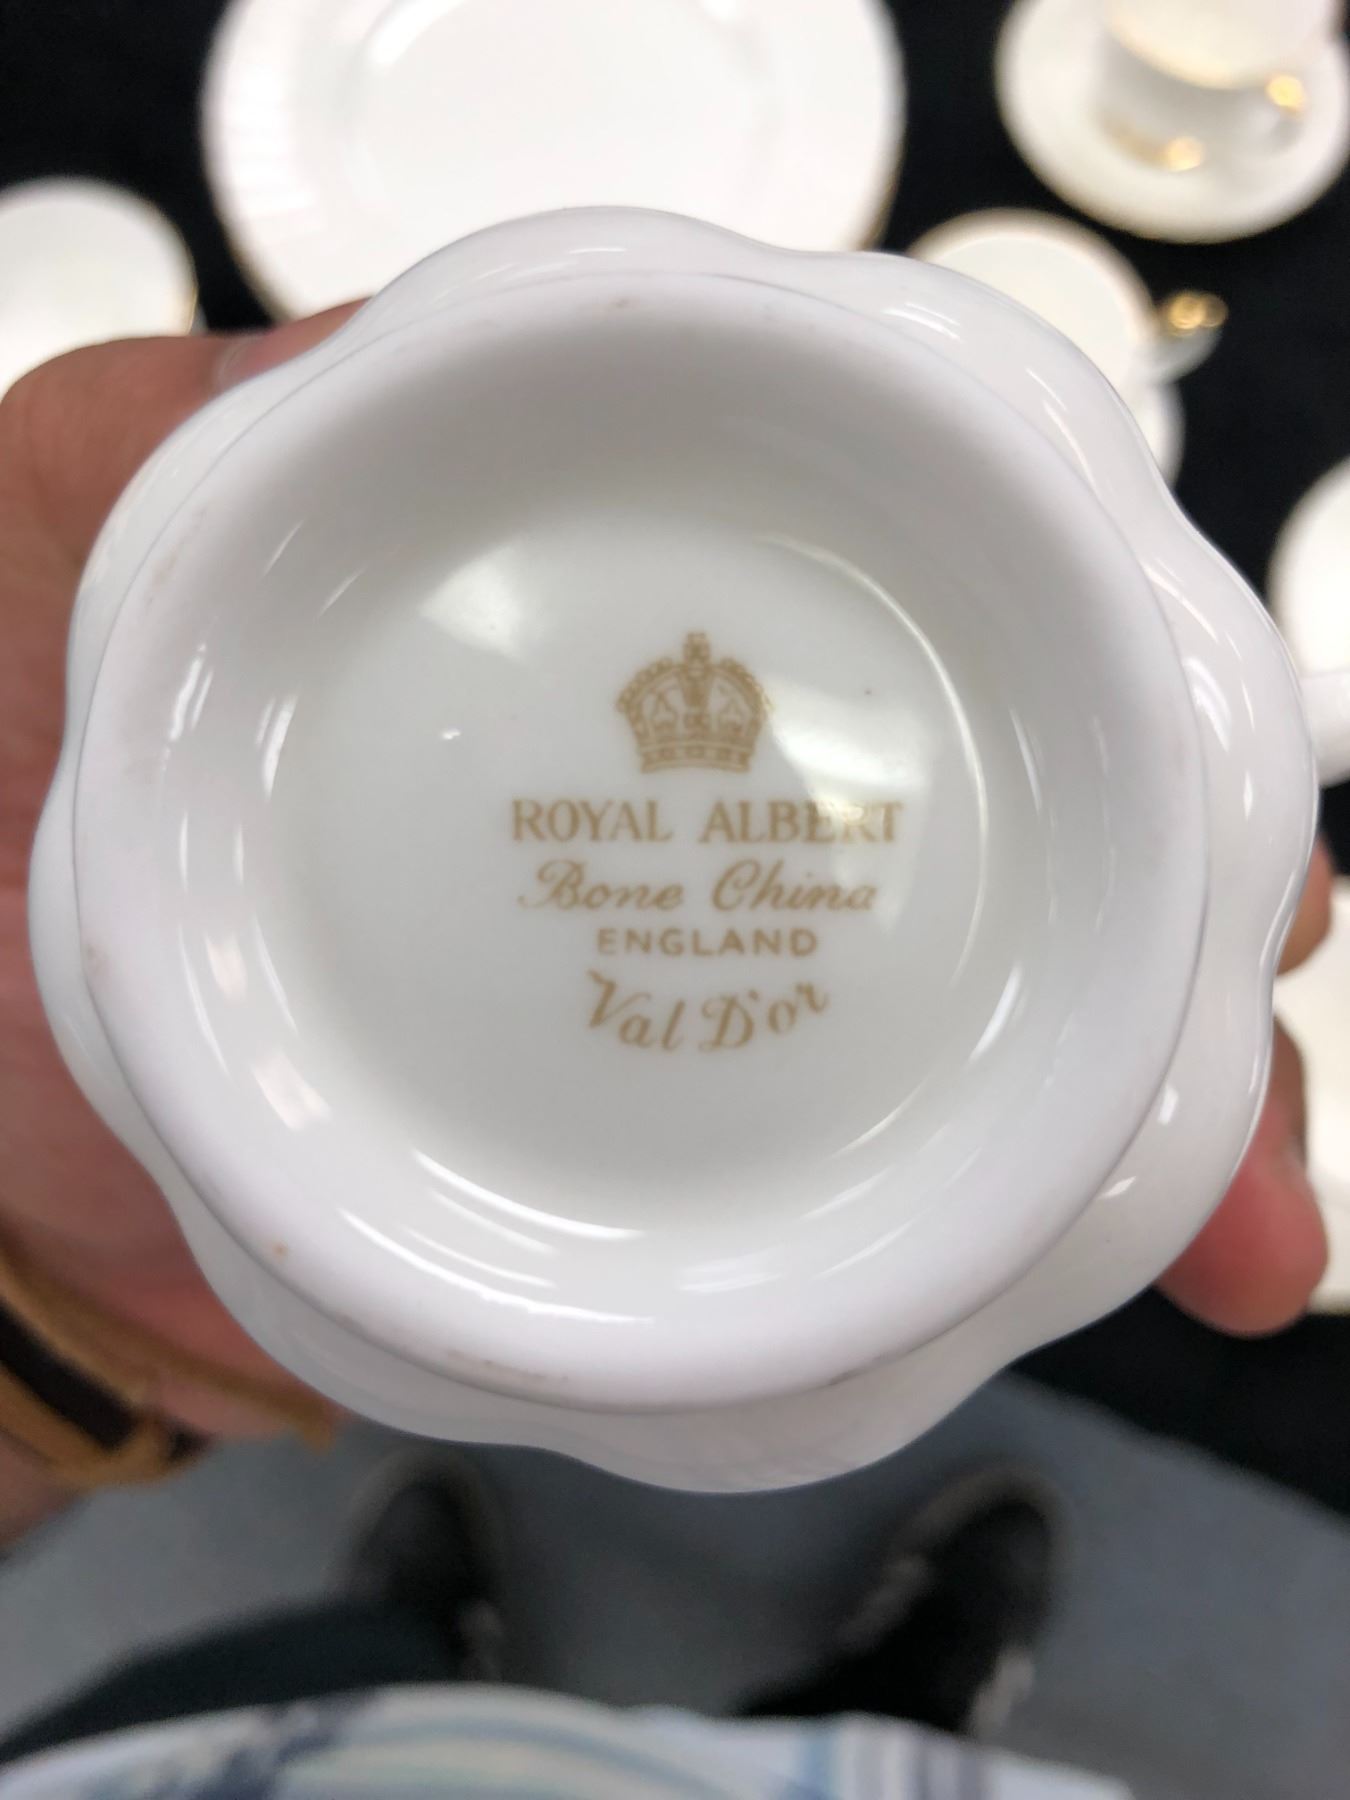 ROYAL ALBERT
Bone China
ENGLAND
Val D'or